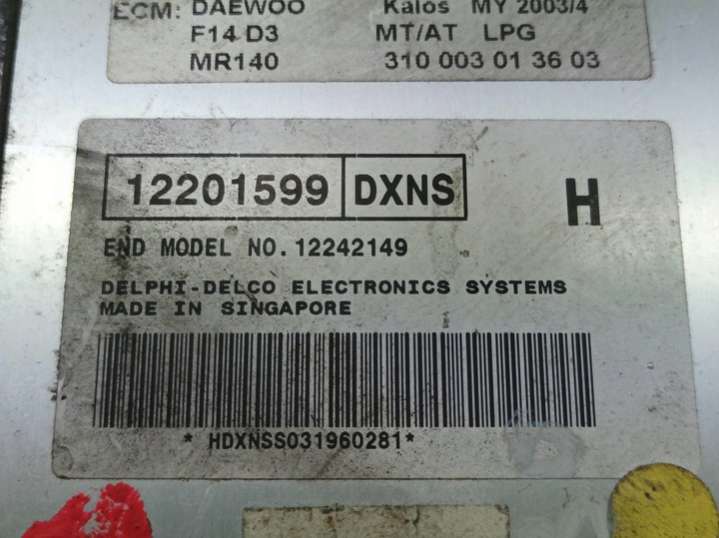 ECM: DAEWOO Kalos MY 2003/4
F14 D3 MT/AT LPG
MR140 310 003 01 36 03
12201599 DXNS H
END MODEL NO. 12242149
DELPHI-DELCO ELECTRONICS SYSTEMS
MADE IN SINGAPORE
* HDXNSS031960281*